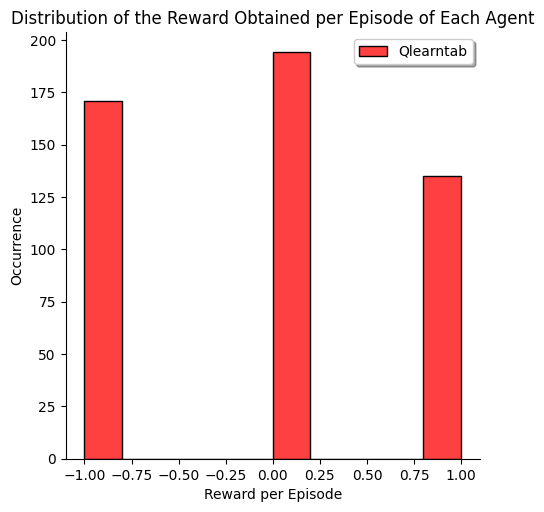 Distribution of the Reward Obtained per Episode of Each Agent
Qlearntab
Occurrence
200
175
150
125
100
75
50
25
0
−1.00 −0.75 −0.50 −0.25 0.00 0.25 0.50 0.75 1.00
Reward per Episode